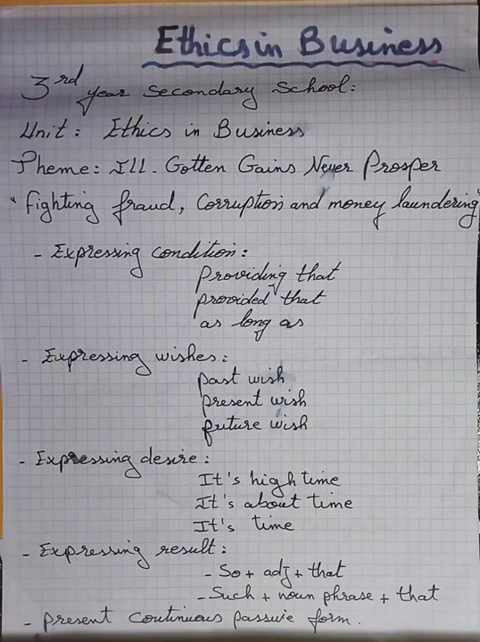 Ethics in Business
3rd year secondary School:
Unit: Ethics in Business
Theme: Ill-Gotten Gains Never Prosper
"Fighting fraud, Corruption and money laundering"
- Expressing condition:
Providing that
provided that
as long as
- Expressing wishes:
past wish
present wish
future wish
- Expressing desire:
It's high time
It's about time
It's time
- Expressing result:
- So + adj + that
- Such + noun phrase + that
- present continuous passive form.